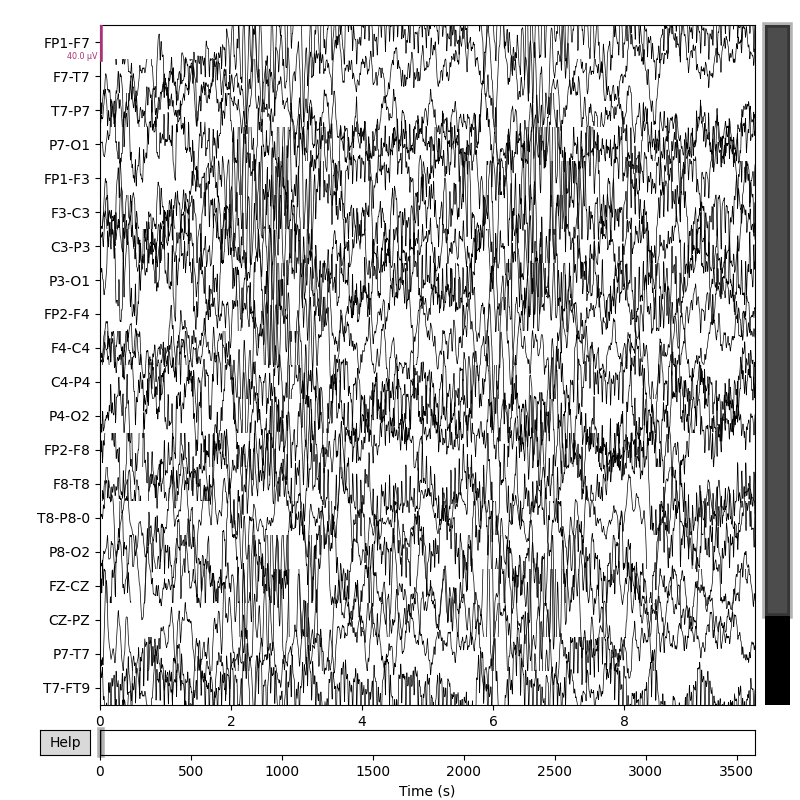 FP1-F7
40.0 µV
F7-T7
T7-P7
P7-O1
FP1-F3
F3-C3
C3-P3
P3-O1
FP2-F4
F4-C4
C4-P4
P4-O2
FP2-F8
F8-T8
T8-P8-0
P8-O2
FZ-CZ
CZ-PZ
P7-T7
T7-FT9
0 2 4 6 8
Help
0 500 1000 1500 2000 2500 3000 3500
Time (s)